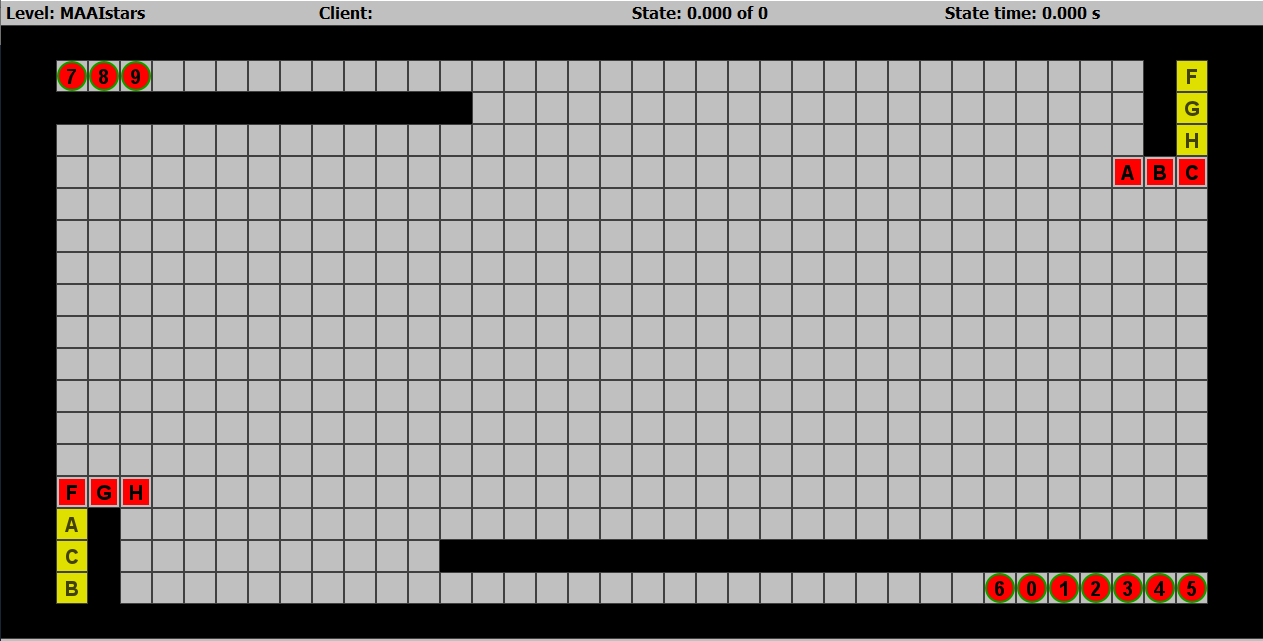 Level: MAAIstars Client: State: 0.000 of 0 State time: 0.000 s
7 8 9 F
G
H
A B C
F G H
A
C
B 6 0 1 2 3 4 5